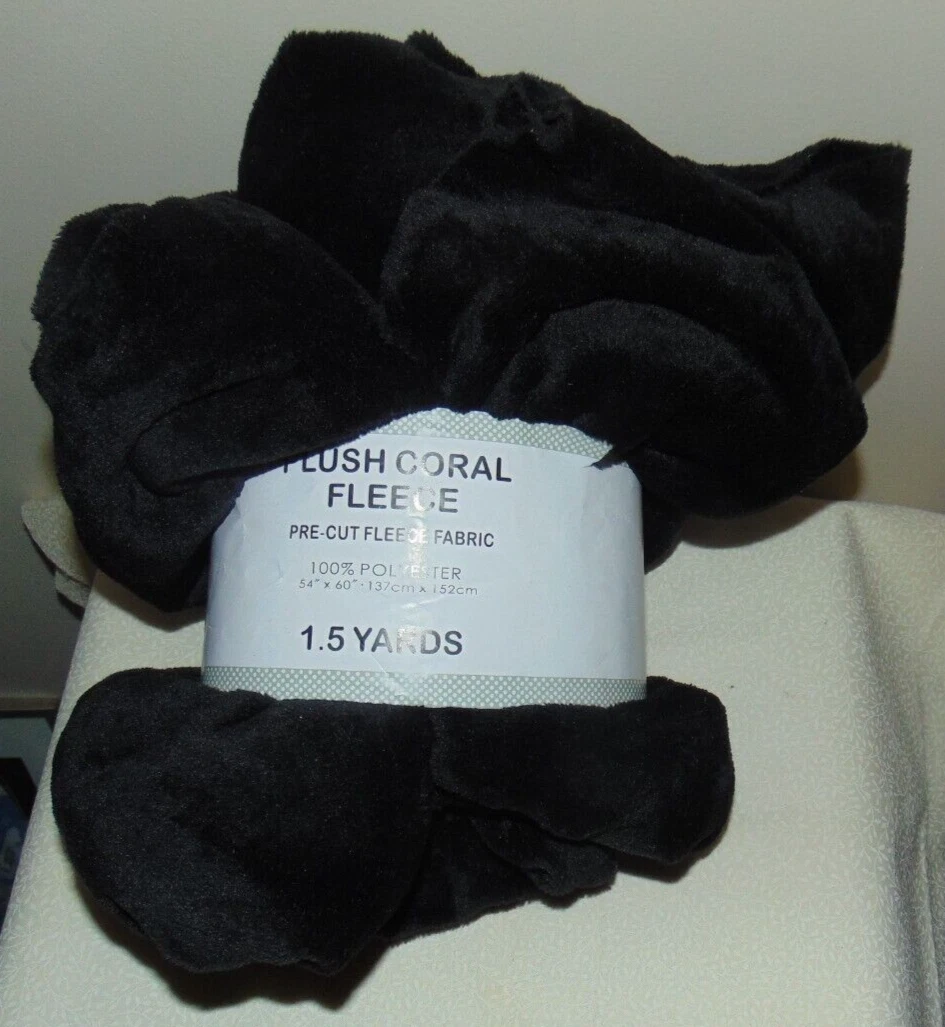 PLUSH CORAL
FLEECE
PRE-CUT FLEECE FABRIC
100% POLYESTER
54" x 60" · 137cm x 152cm
1.5 YARDS